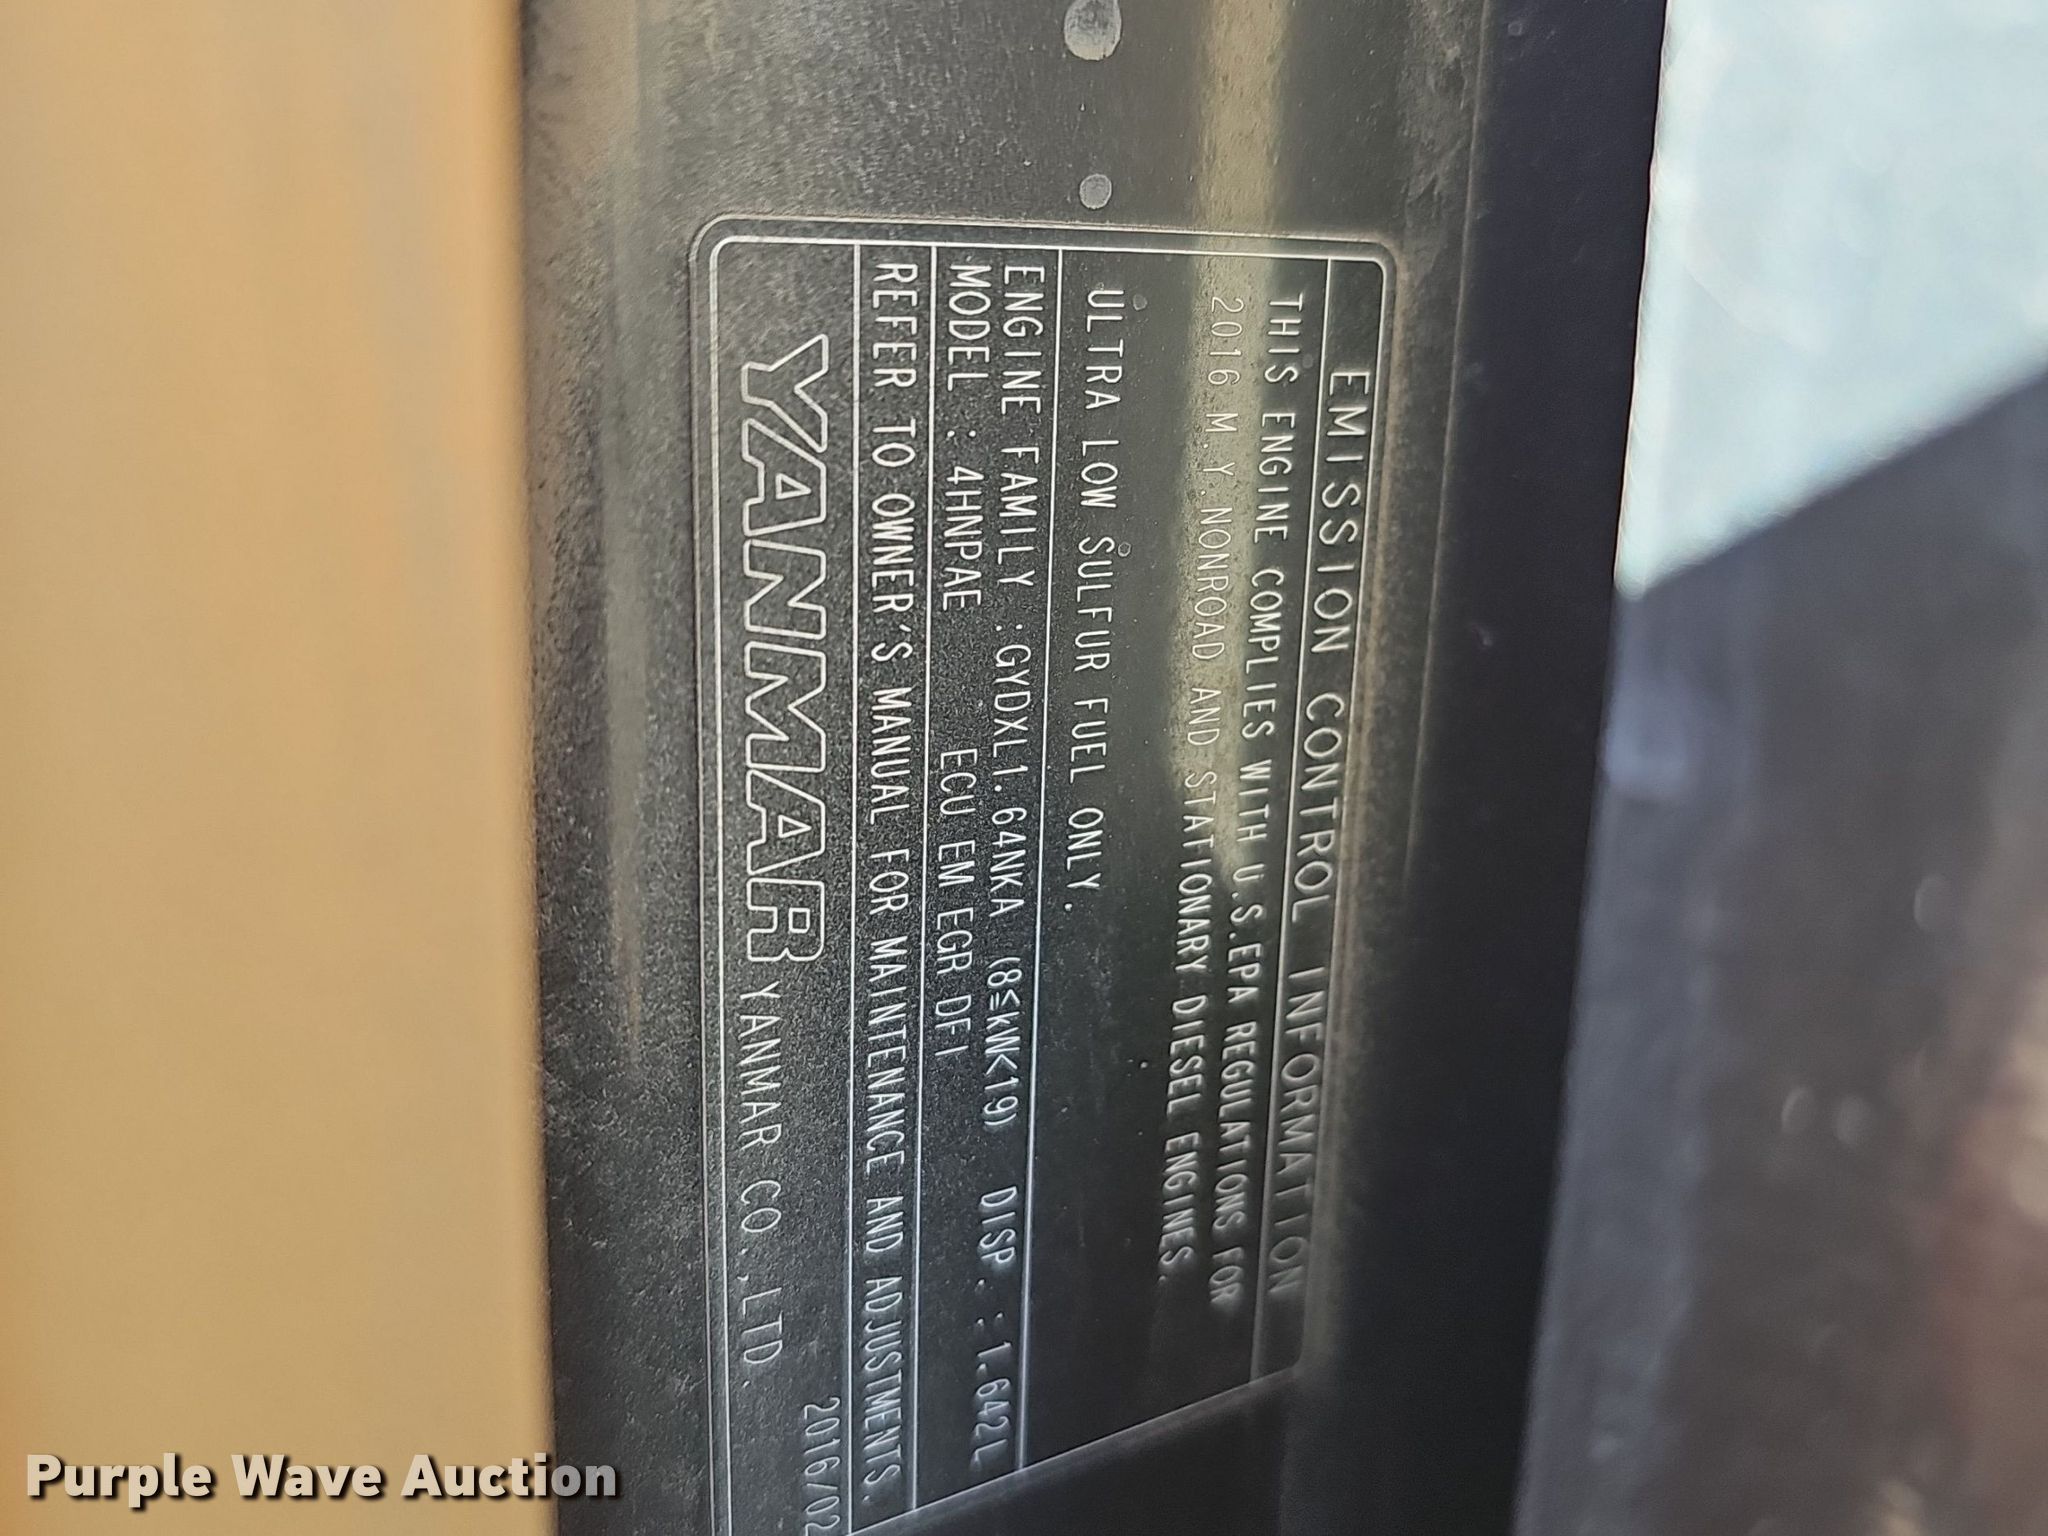 EMISSION CONTROL INFORMATION
THIS ENGINE COMPLIES WITH U.S.EPA REGULATIONS FOR
2016 M.Y.NONROAD AND STATIONARY DIESEL ENGINES.
ULTRA LOW SULFUR FUEL ONLY.
ENGINE FAMILY :GYDXL1.64NKA (8≦kW<19) DISP. :1.642L
MODEL : 4HNPAE ECU EM EGR DFI
REFER TO OWNER'S MANUAL FOR MAINTENANCE AND ADJUSTMENTS.
YANMAR YANMAR CO.,LTD. 2016/02
Purple Wave Auction